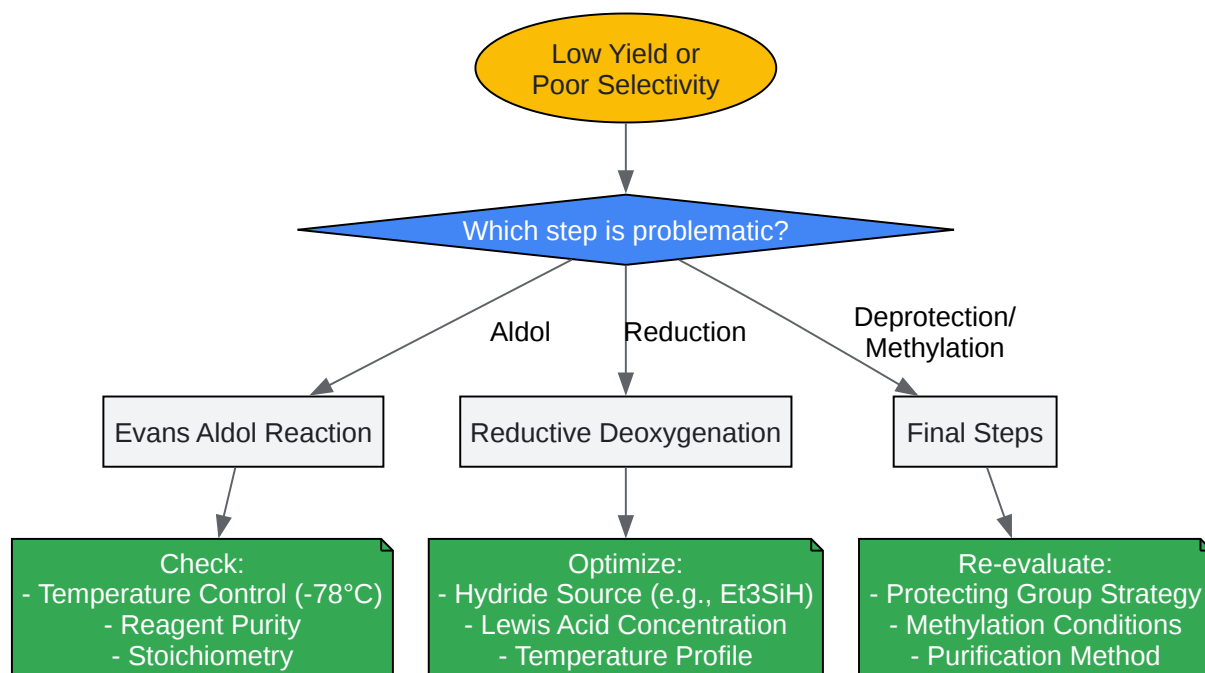 Low Yield or
Poor Selectivity
Which step is problematic?
Aldol
Reduction
Deprotection/
Methylation
Evans Aldol Reaction
Reductive Deoxygenation
Final Steps
Check:
- Temperature Control (-78°C)
- Reagent Purity
- Stoichiometry
Optimize:
- Hydride Source (e.g., Et3SiH)
- Lewis Acid Concentration
- Temperature Profile
Re-evaluate:
- Protecting Group Strategy
- Methylation Conditions
- Purification Method